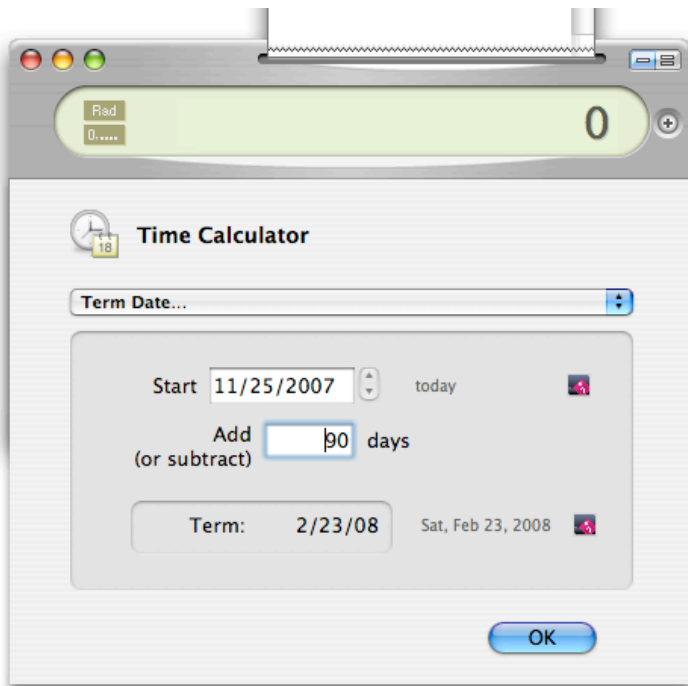 Rad
0.....
0
18
Time Calculator
Term Date...
Start 11/25/2007 today
Add
(or subtract) 90 days
Term: 2/23/08 Sat, Feb 23, 2008
OK